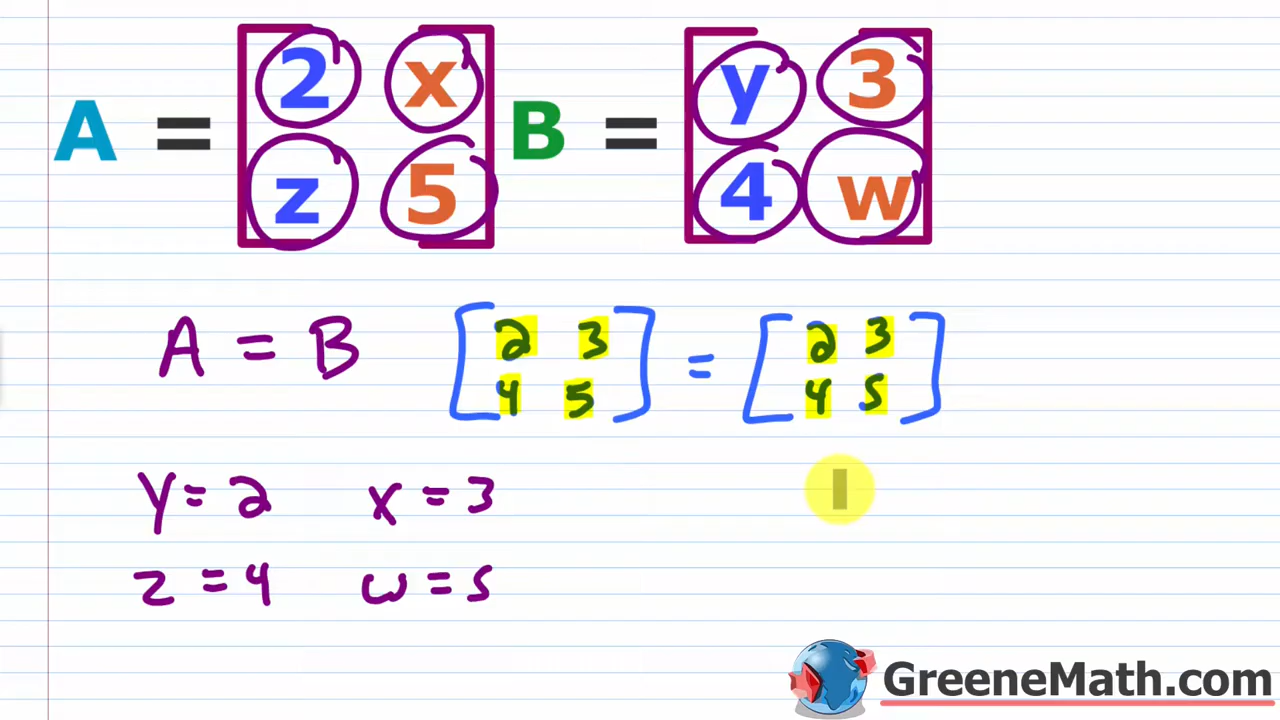 A = [2 x B = [y 3
z 5] 4 w]
A = B [2 3 = [2 3
4 5] 4 5]
y = 2 x = 3
z = 4 w = 5
GreeneMath.com